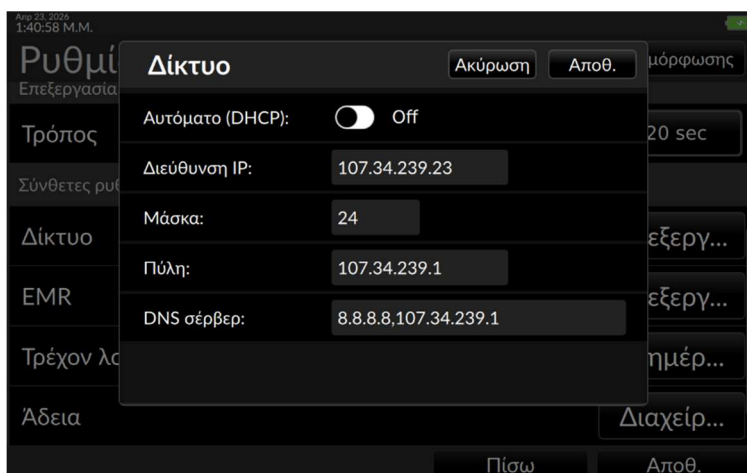 Απρ 23, 2026
1:40:58 Μ.Μ.
Δίκτυο
Ακύρωση
Αποθ.
Αυτόματο (DHCP):
Off
Διεύθυνση IP:
107.34.239.23
Μάσκα:
24
Πύλη:
107.34.239.1
DNS σέρβερ:
8.8.8.8,107.34.239.1
Ρυθμί
μόρφωσης
Επεξεργασία
Τρόπος
20 sec
Σύνθετες ρυθ
Δίκτυο
εξεργ...
EMR
εξεργ...
Τρέχον λο
ημέρ...
Άδεια
Διαχείρ...
Πίσω
Αποθ.